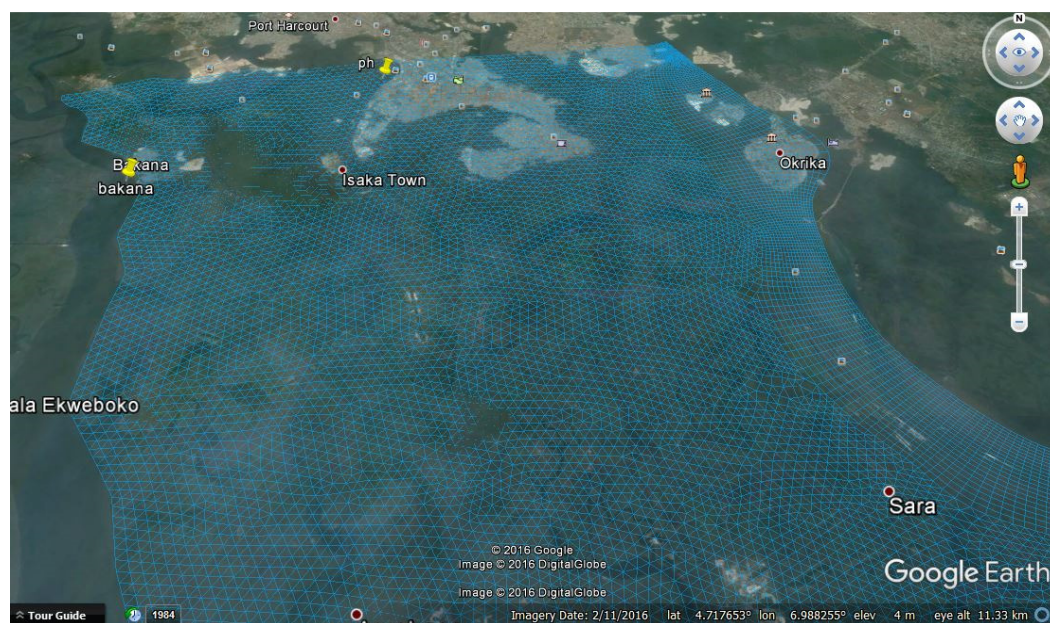 Port Harcourt
N
ph
Okrika
Bakana
bakana
Isaka Town
ala Ekweboko
Sara
© 2016 Google
Image © 2016 DigitalGlobe
Image © 2016 DigitalGlobe
Google Earth
Tour Guide
1984
Imagery Date: 2/11/2016 lat 4.717653° lon 6.988255° elev 4 m eye alt 11.33 km